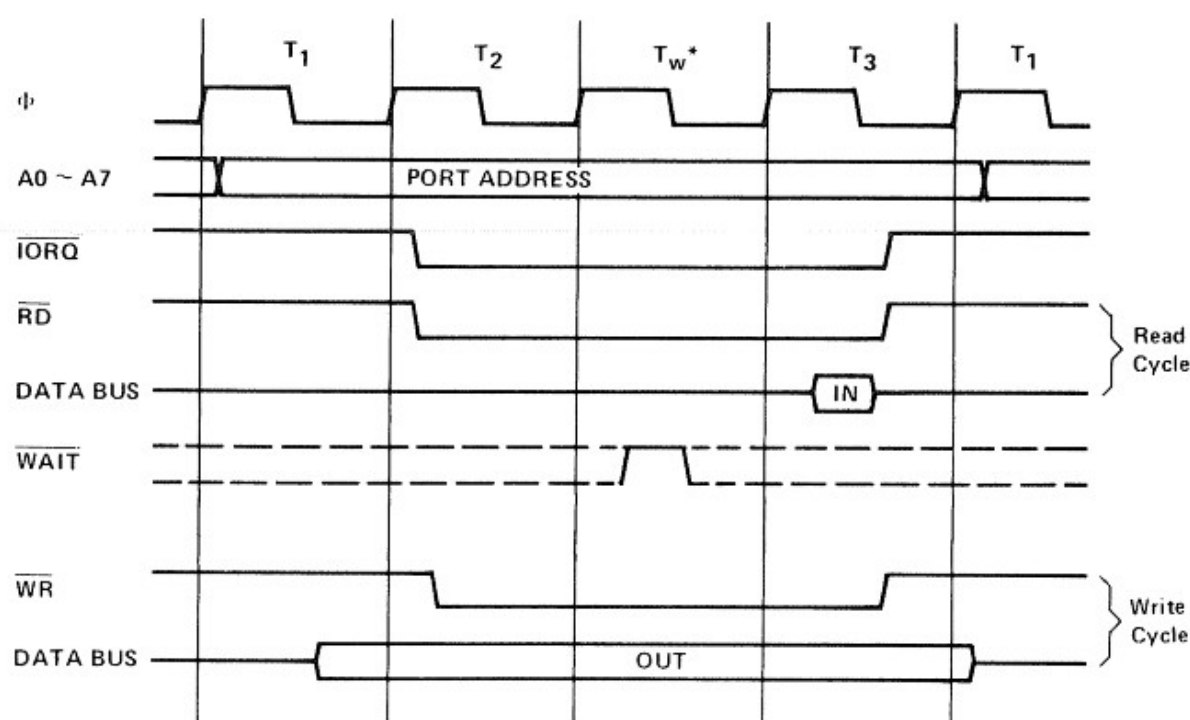 T1 T2 Tw* T3 T1
Φ
A0 ~ A7 PORT ADDRESS
IORQ
RD
Read
Cycle
DATA BUS IN
WAIT
WR
Write
Cycle
DATA BUS OUT